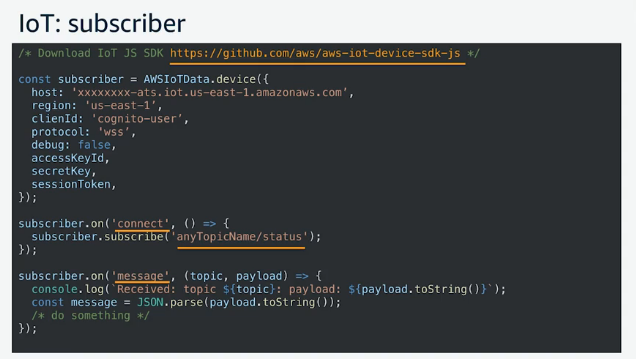 IoT: subscriber
/* Download IoT JS SDK https://github.com/aws/aws-iot-device-sdk-js */
const subscriber = AWSIoTData.device({
host: 'xxxxxxxx-ats.iot.us-east-1.amazonaws.com',
region: 'us-east-1',
clienId: 'cognito-user',
protocol: 'wss',
debug: false,
accessKeyId,
secretKey,
sessionToken,
});
subscriber.on('connect', () => {
subscriber.subscribe('anyTopicName/status');
});
subscriber.on('message', (topic, payload) => {
console.log(`Received: topic ${topic}: payload: ${payload.toString()}`);
const message = JSON.parse(payload.toString());
/* do something */
});